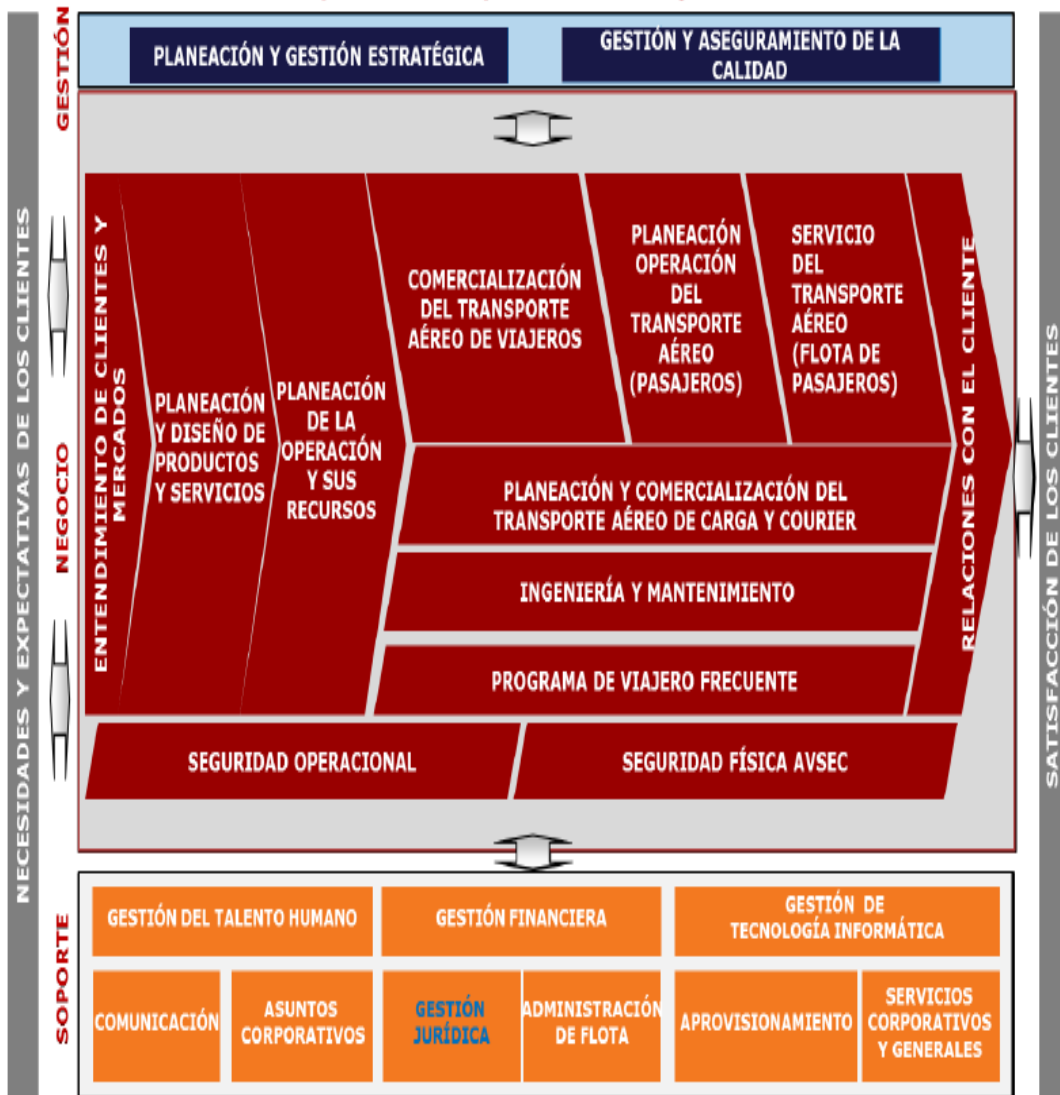 NECESIDADES Y EXPECTATIVAS DE LOS CLIENTES
GESTIÓN
PLANEACIÓN Y GESTIÓN ESTRATÉGICA
GESTIÓN Y ASEGURAMIENTO DE LA
CALIDAD
NEGOCIO
ENTENDIMIENTO DE CLIENTES Y
MERCADOS
PLANEACIÓN
Y DISEÑO DE
PRODUCTOS
Y SERVICIOS
PLANEACIÓN
DE LA
OPERACIÓN
Y SUS
RECURSOS
COMERCIALIZACIÓN
DEL TRANSPORTE
AÉREO DE VIAJEROS
PLANEACIÓN
OPERACIÓN
DEL
TRANSPORTE
AÉREO
(PASAJEROS)
SERVICIO
DEL
TRANSPORTE
AÉREO
(FLOTA DE
PASAJEROS)
PLANEACIÓN Y COMERCIALIZACIÓN DEL
TRANSPORTE AÉREO DE CARGA Y COURIER
INGENIERÍA Y MANTENIMIENTO
PROGRAMA DE VIAJERO FRECUENTE
RELACIONES CON EL CLIENTE
SEGURIDAD OPERACIONAL
SEGURIDAD FÍSICA AVSEC
SOPORTE
GESTIÓN DEL TALENTO HUMANO
GESTIÓN FINANCIERA
GESTIÓN DE
TECNOLOGÍA INFORMÁTICA
COMUNICACIÓN
ASUNTOS
CORPORATIVOS
GESTIÓN
JURÍDICA
ADMINISTRACIÓN
DE FLOTA
APROVISIONAMIENTO
SERVICIOS
CORPORATIVOS
Y GENERALES
SATISFACCIÓN DE LOS CLIENTES